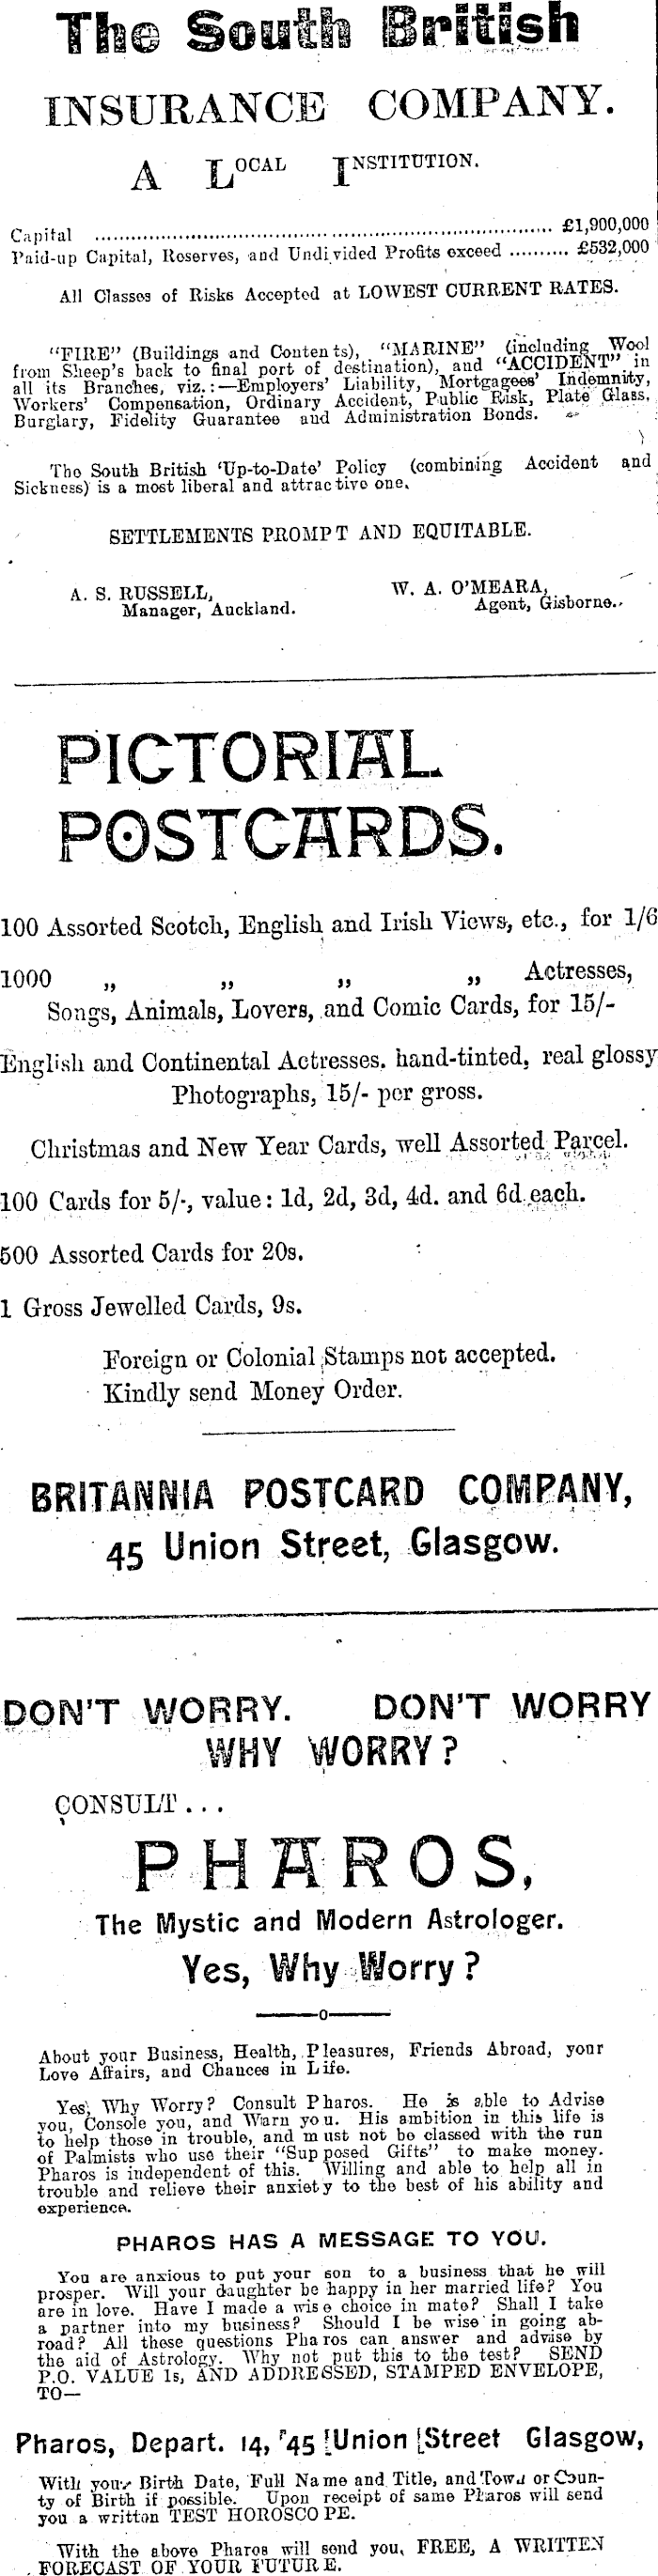 The South British
INSURANCE COMPANY.
A LOCAL INSTITUTION.
Capital .................................................................................... £1,900,000
Paid-up Capital, Reserves, and Undivided Profits exceed .......... £532,000
All Classes of Risks Accepted at LOWEST CURRENT RATES.
"FIRE" (Buildings and Contents), "MARINE" (including Wool
from Sheep's back to final port of destination), and "ACCIDENT" in
all its Branches, viz.:—Employers' Liability, Mortgagees' Indemnity,
Workers' Compensation, Ordinary Accident, Public Risk, Plate Glass,
Burglary, Fidelity Guarantee and Administration Bonds.
The South British 'Up-to-Date' Policy (combining Accident and
Sickness) is a most liberal and attractive one.
SETTLEMENTS PROMPT AND EQUITABLE.
A. S. RUSSELL, W. A. O'MEARA,
Manager, Auckland. Agent, Gisborne.
PICTORIAL
POSTCARDS.
100 Assorted Scotch, English and Irish Views, etc., for 1/6
1000 ,, ,, ,, ,, Actresses,
Songs, Animals, Lovers, and Comic Cards, for 15/-
English and Continental Actresses. hand-tinted, real glossy
Photographs, 15/- per gross.
Christmas and New Year Cards, well Assorted Parcel.
100 Cards for 5/-, value: 1d, 2d, 3d, 4d. and 6d each.
500 Assorted Cards for 20s.
1 Gross Jewelled Cards, 9s.
Foreign or Colonial Stamps not accepted.
Kindly send Money Order.
BRITANNIA POSTCARD COMPANY,
45 Union Street, Glasgow.
DON'T WORRY. DON'T WORRY
WHY WORRY?
CONSULT...
PHAROS,
The Mystic and Modern Astrologer.
Yes, Why Worry?
———o———
About your Business, Health, Pleasures, Friends Abroad, your
Love Affairs, and Chances in Life.
Yes, Why Worry? Consult Pharos. He is able to Advise
you, Console you, and Warn you. His ambition in this life is
to help those in trouble, and must not be classed with the run
of Palmists who use their "Supposed Gifts" to make money.
Pharos is independent of this. Willing and able to help all in
trouble and relieve their anxiety to the best of his ability and
experience.
PHAROS HAS A MESSAGE TO YOU.
You are anxious to put your son to a business that he will
prosper. Will your daughter be happy in her married life? You
are in love. Have I made a wise choice in mate? Shall I take
a partner into my business? Should I be wise in going ab-
road? All these questions Pharos can answer and advise by
the aid of Astrology. Why not put this to the test? SEND
P.O. VALUE 1s, AND ADDRESSED, STAMPED ENVELOPE,
TO—
Pharos, Depart. 14, 45 Union Street Glasgow,
With your Birth Date, Full Name and Title, and Town or Coun-
ty of Birth if possible. Upon receipt of same Pharos will send
you a written TEST HOROSCOPE.
With the above Pharos will send you, FREE, A WRITTEN
FORECAST OF YOUR FUTURE.